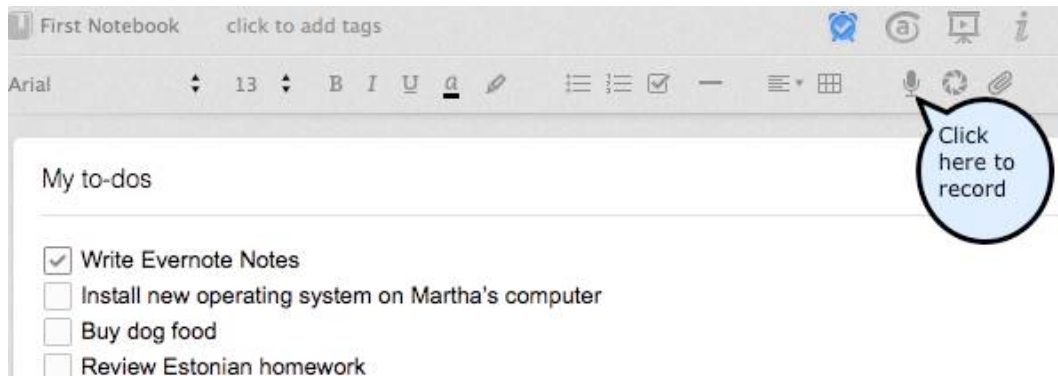 First Notebook click to add tags
Arial 13 B I U a
Click
here to
record
My to-dos
Write Evernote Notes
Install new operating system on Martha's computer
Buy dog food
Review Estonian homework